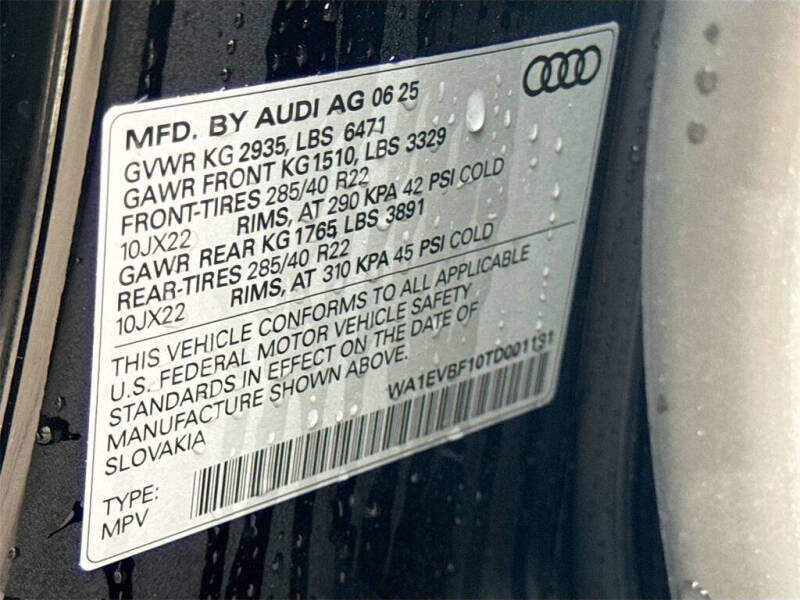 MFD. BY AUDI AG 06 25
GVWR KG 2935, LBS 6471
GAWR FRONT KG1510, LBS 3329
FRONT-TIRES 285/40 R22
10JX22 RIMS, AT 290 KPA 42 PSI COLD
GAWR REAR KG 1765, LBS 3891
REAR-TIRES 285/40 R22
10JX22 RIMS, AT 310 KPA 45 PSI COLD
THIS VEHICLE CONFORMS TO ALL APPLICABLE
U.S. FEDERAL MOTOR VEHICLE SAFETY
STANDARDS IN EFFECT ON THE DATE OF
MANUFACTURE SHOWN ABOVE.
SLOVAKIA WA1EVBF10TD001131
TYPE:
MPV